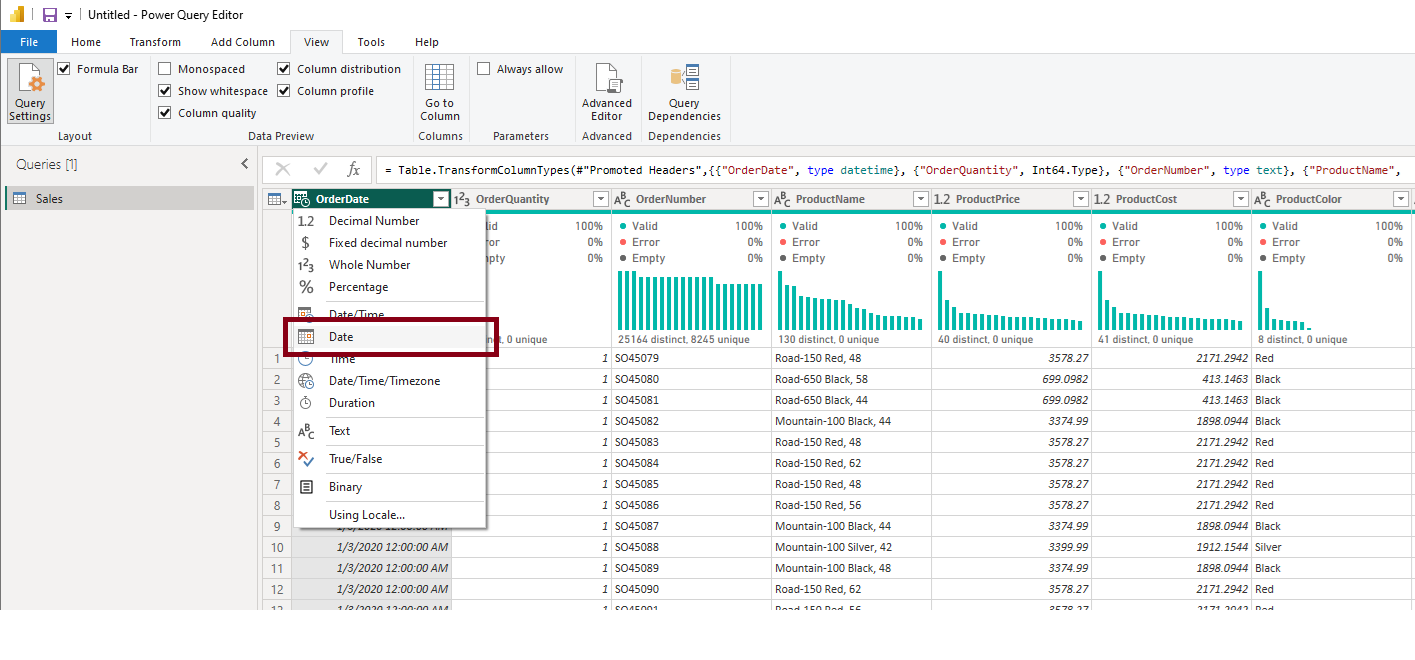 Untitled - Power Query Editor
File Home Transform Add Column View Tools Help
Query Settings
Formula Bar
Layout
Monospaced Column distribution
Show whitespace Column profile
Column quality
Data Preview
Go to Column
Columns
Always allow
Parameters
Advanced Editor
Advanced
Query Dependencies
Dependencies
Queries [1]
Sales
fx = Table.TransformColumnTypes(#"Promoted Headers",{{"OrderDate", type datetime}, {"OrderQuantity", Int64.Type}, {"OrderNumber", type text}, {"ProductName",
OrderDate 1²3 OrderQuantity ABC OrderNumber ABC ProductName 1.2 ProductPrice 1.2 ProductCost ABC ProductColor
100% Valid 100% Valid 100% Valid 100% Valid 100% Valid 100%
0% Error 0% Error 0% Error 0% Error 0% Error 0%
0% Empty 0% Empty 0% Empty 0% Empty 0% Empty 0%
0 unique 25164 distinct, 8245 unique 130 distinct, 0 unique 40 distinct, 0 unique 41 distinct, 0 unique 8 distinct, 0 unique
1.2 Decimal Number
$ Fixed decimal number
1²3 Whole Number
% Percentage
Date/Time
Date
Time
Date/Time/Timezone
Duration
ABC Text
True/False
Binary
Using Locale...
1 1 SO45079 Road-150 Red, 48 3578.27 2171.2942 Red
2 1 SO45080 Road-650 Black, 58 699.0982 413.1463 Black
3 1 SO45081 Road-650 Black, 44 699.0982 413.1463 Black
4 1 SO45082 Mountain-100 Black, 44 3374.99 1898.0944 Black
5 1 SO45083 Road-150 Red, 48 3578.27 2171.2942 Red
6 1 SO45084 Road-150 Red, 62 3578.27 2171.2942 Red
7 1 SO45085 Road-150 Red, 48 3578.27 2171.2942 Red
8 1 SO45086 Road-150 Red, 56 3578.27 2171.2942 Red
9 1/3/2020 12:00:00 AM 1 SO45087 Mountain-100 Black, 44 3374.99 1898.0944 Black
10 1/3/2020 12:00:00 AM 1 SO45088 Mountain-100 Silver, 42 3399.99 1912.1544 Silver
11 1/3/2020 12:00:00 AM 1 SO45089 Mountain-100 Black, 48 3374.99 1898.0944 Black
12 1/3/2020 12:00:00 AM 1 SO45090 Road-150 Red, 62 3578.27 2171.2942 Red
13 1/3/2020 12:00:00 AM 1 SO45091 Road-150 Red, 56 3578.27 2171.2942 Red